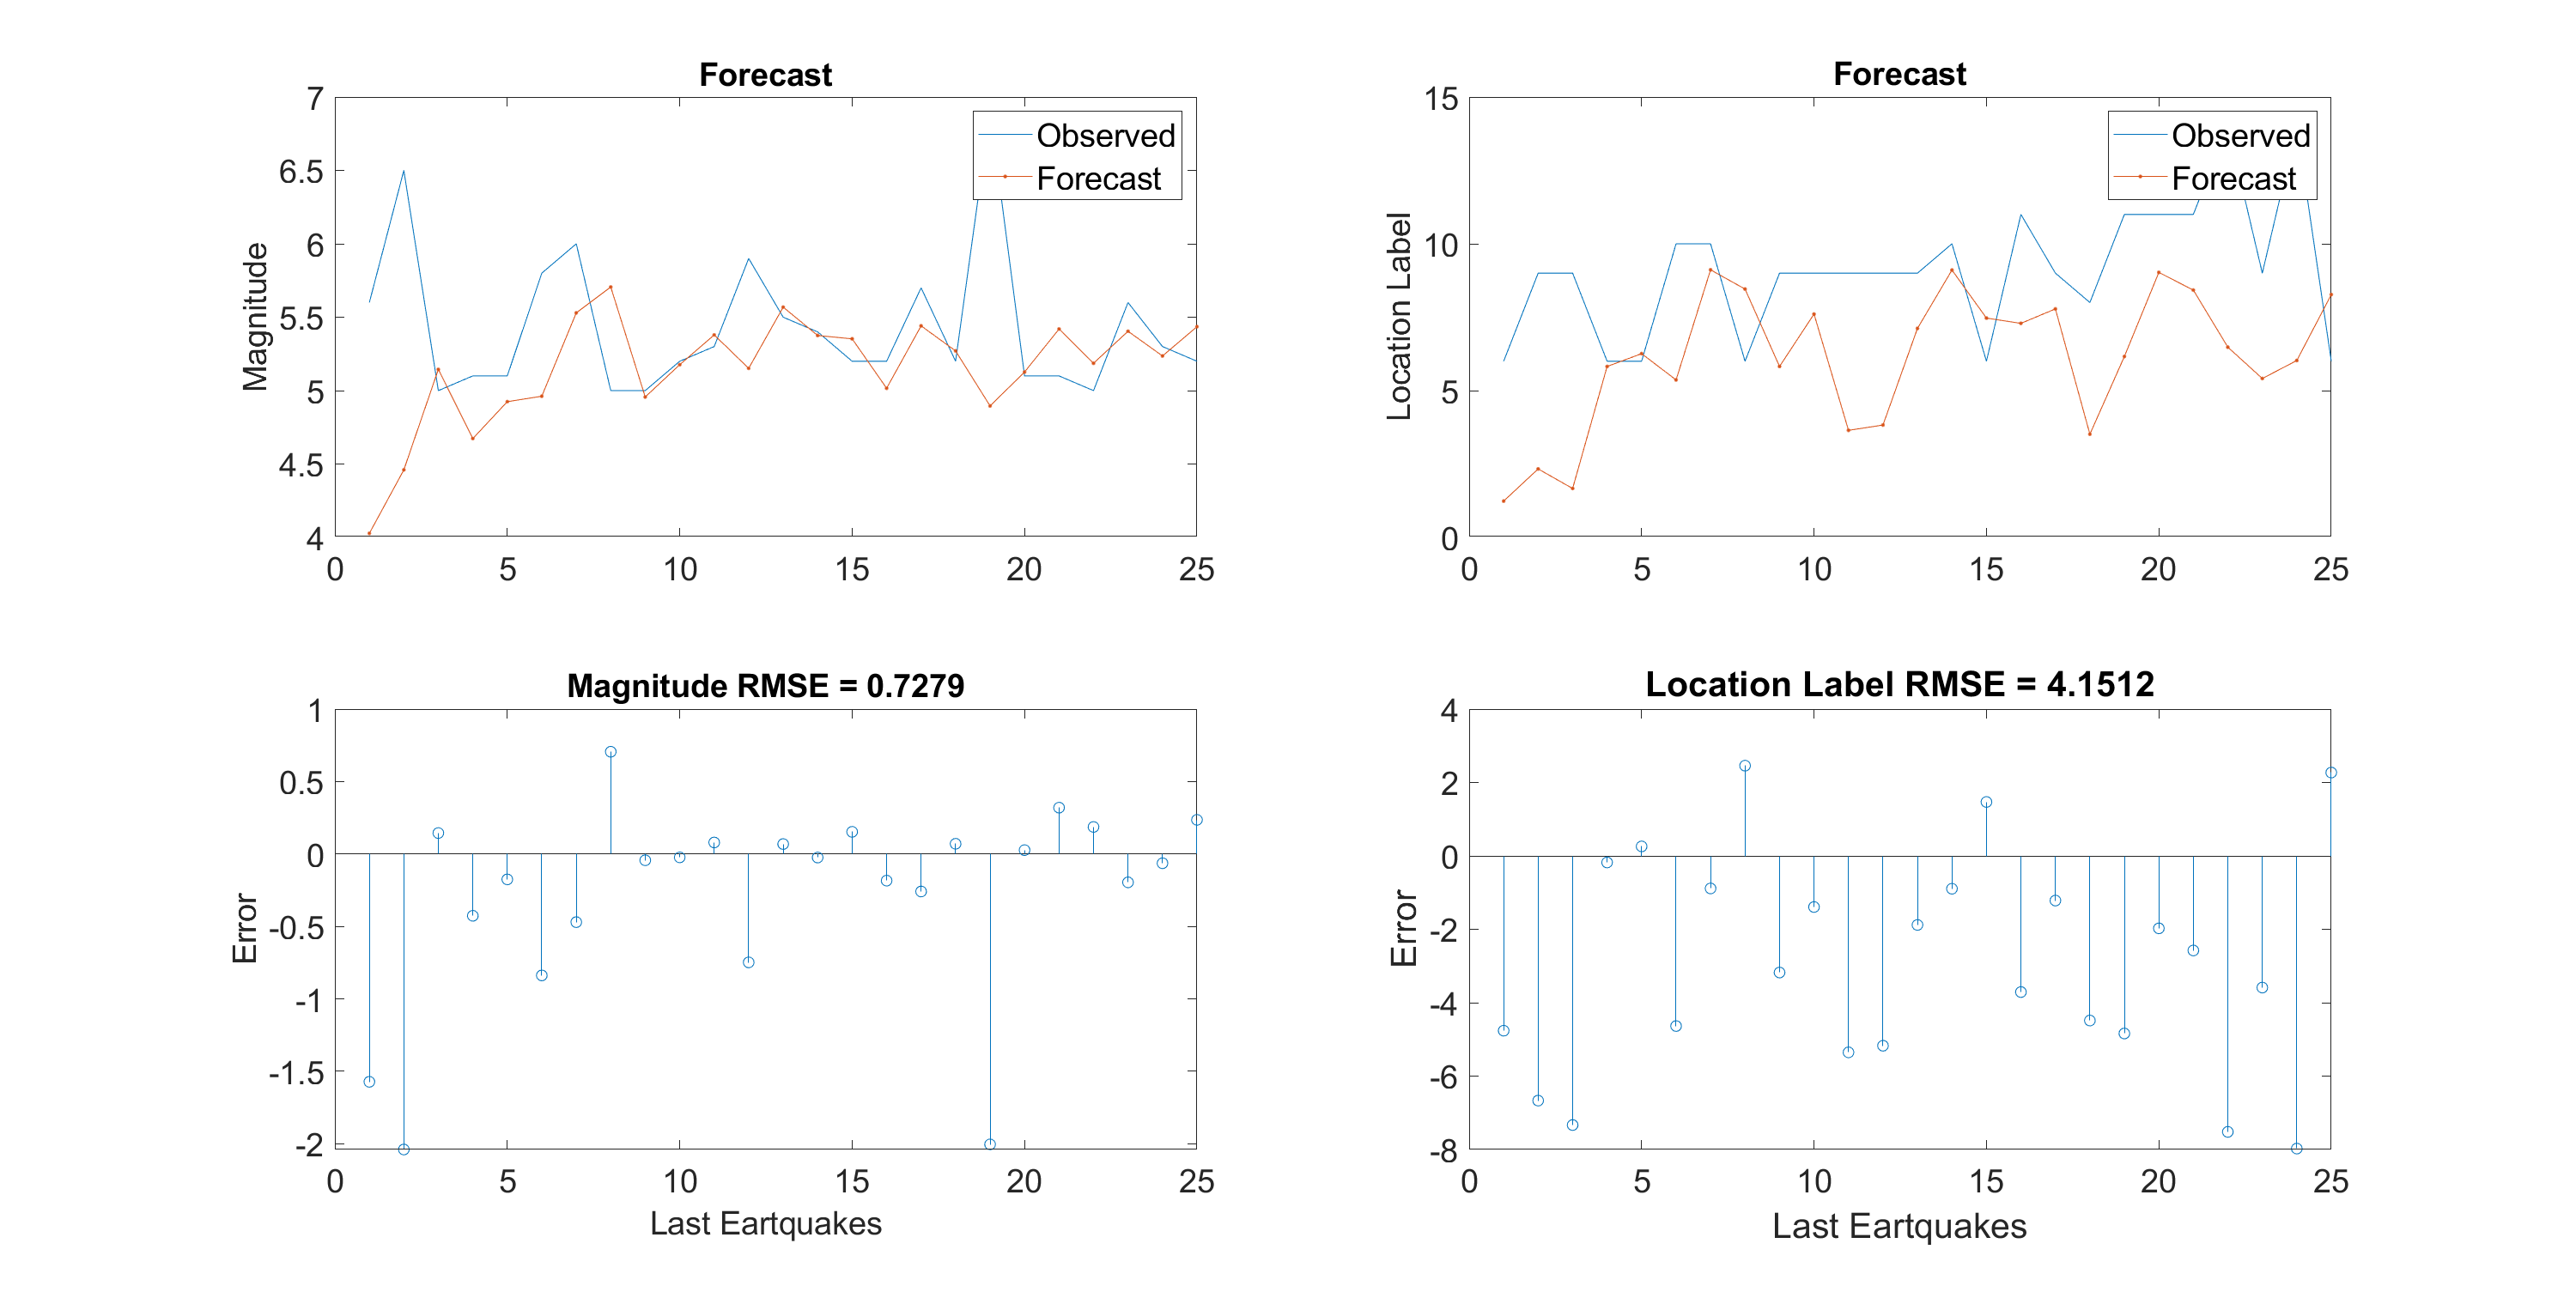 Forecast
7
6.5
6
5.5
5
4.5
4
Magnitude
Observed
Forecast
0 5 10 15 20 25
Forecast
15
10
5
0
Location Label
Observed
Forecast
0 5 10 15 20 25
Magnitude RMSE = 0.7279
1
0.5
0
-0.5
-1
-1.5
-2
Error
0 5 10 15 20 25
Last Eartquakes
Location Label RMSE = 4.1512
4
2
0
-2
-4
-6
-8
Error
0 5 10 15 20 25
Last Eartquakes